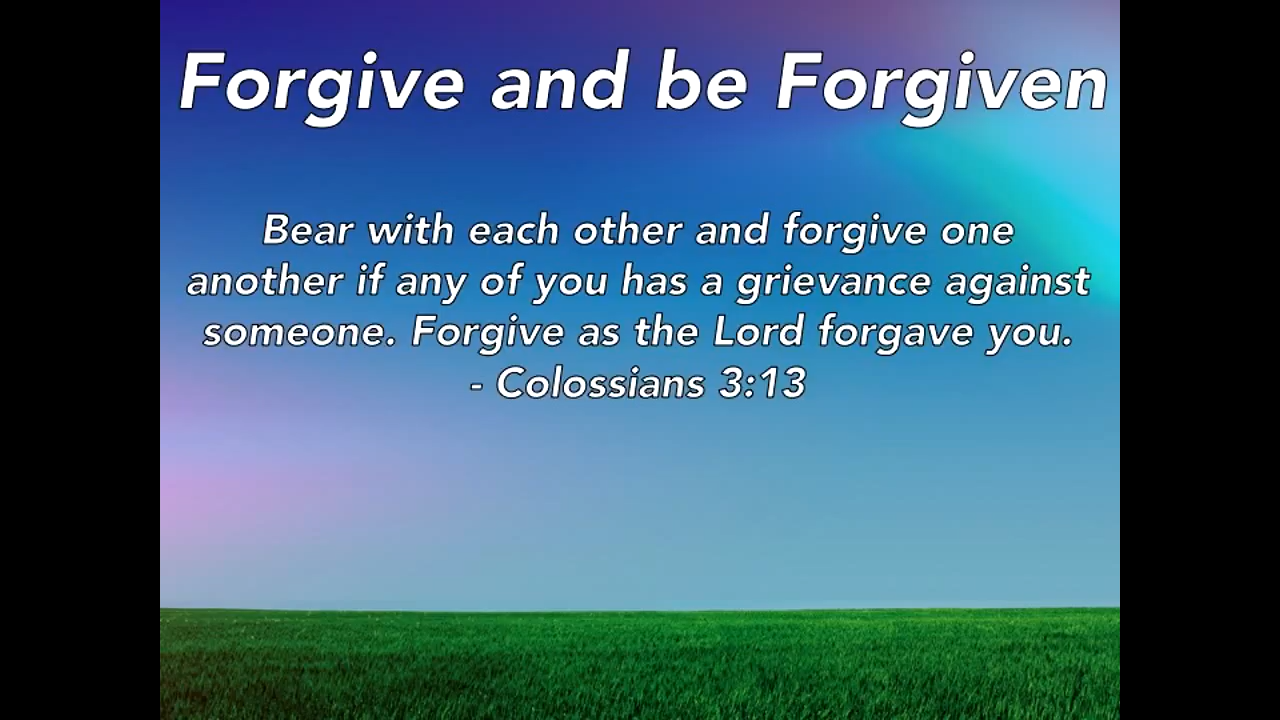 Forgive and be Forgiven
Bear with each other and forgive one
another if any of you has a grievance against
someone. Forgive as the Lord forgave you.
- Colossians 3:13